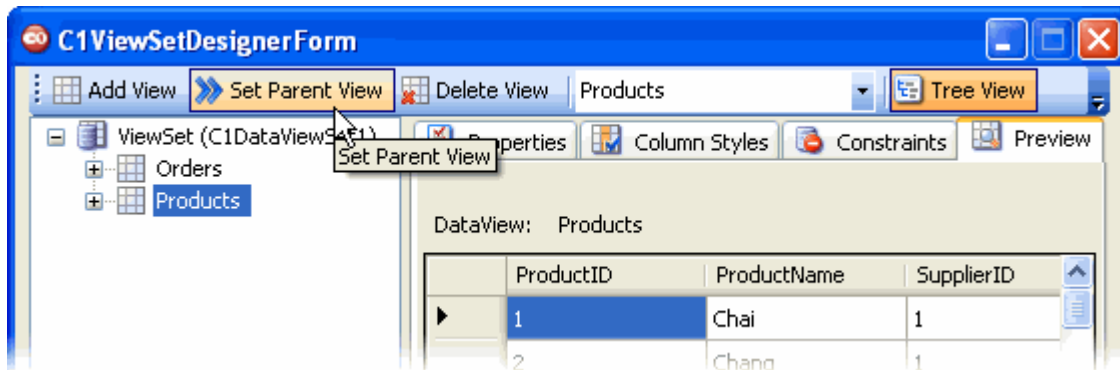 C1ViewSetDesignerForm
Add View Set Parent View Delete View Products Tree View
ViewSet (C1DataViewSet1) Properties Column Styles Constraints Preview
Set Parent View
Orders
Products
DataView: Products
ProductID ProductName SupplierID
1 Chai 1
2 Chang 1